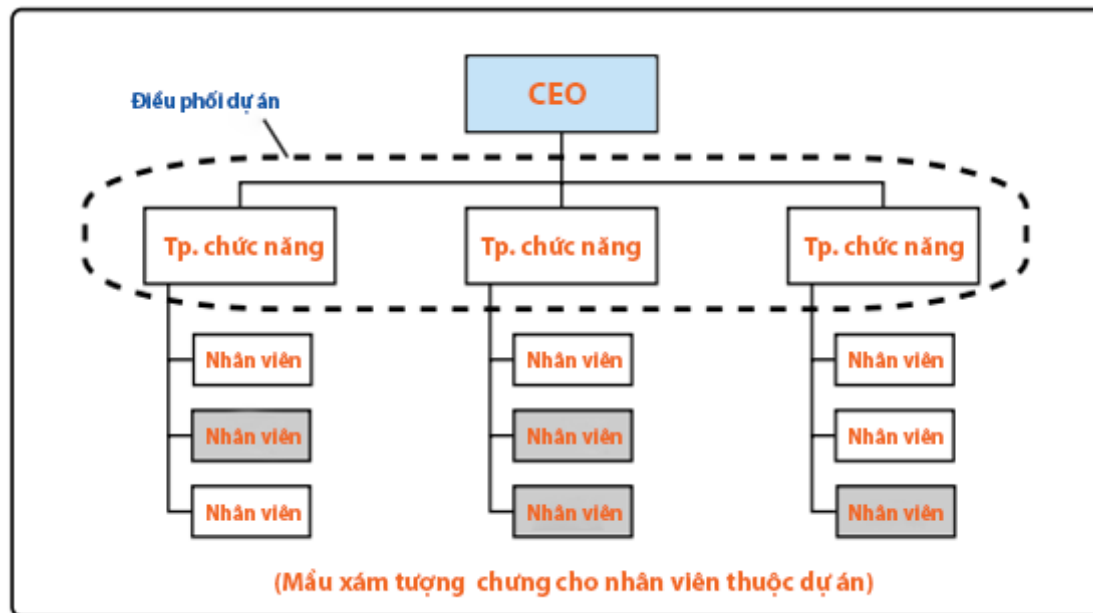 CEO
Điều phối dự án
Tp. chức năng
Tp. chức năng
Tp. chức năng
Nhân viên
Nhân viên
Nhân viên
Nhân viên
Nhân viên
Nhân viên
Nhân viên
Nhân viên
Nhân viên
(Mẩu xám tượng chưng cho nhân viên thuộc dự án)